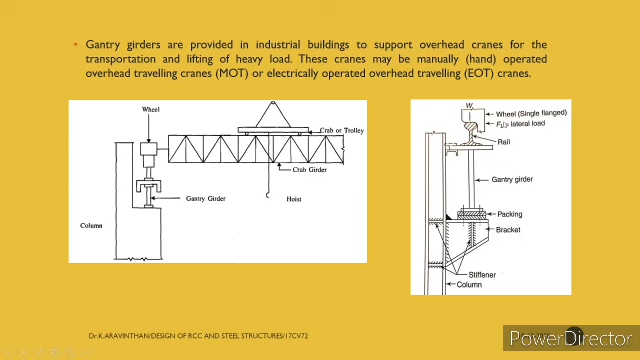 • Gantry girders are provided in industrial buildings to support overhead cranes for the
transportation and lifting of heavy load. These cranes may be manually (hand) operated
overhead travelling cranes (MOT) or electrically operated overhead travelling (EOT) cranes.
Wheel
Crab or Trolley
Crab Girder
Gantry Girder
Hoist
Column
W
Wheel (Single flanged)
lateral load
Rail
Gantry girder
Packing
Bracket
Stiffener
Column
Dr.K.ARAVINTHAN/DESIGN OF RCC AND STEEL STRUCTURES/17CV72
PowerDirector